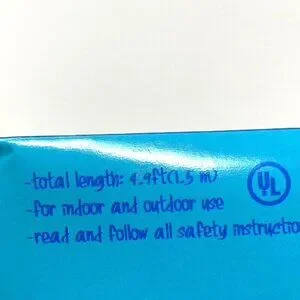 -total length: 4.9ft(1.5 m)
-for indoor and outdoor use
-read and follow all safety instructio
UL